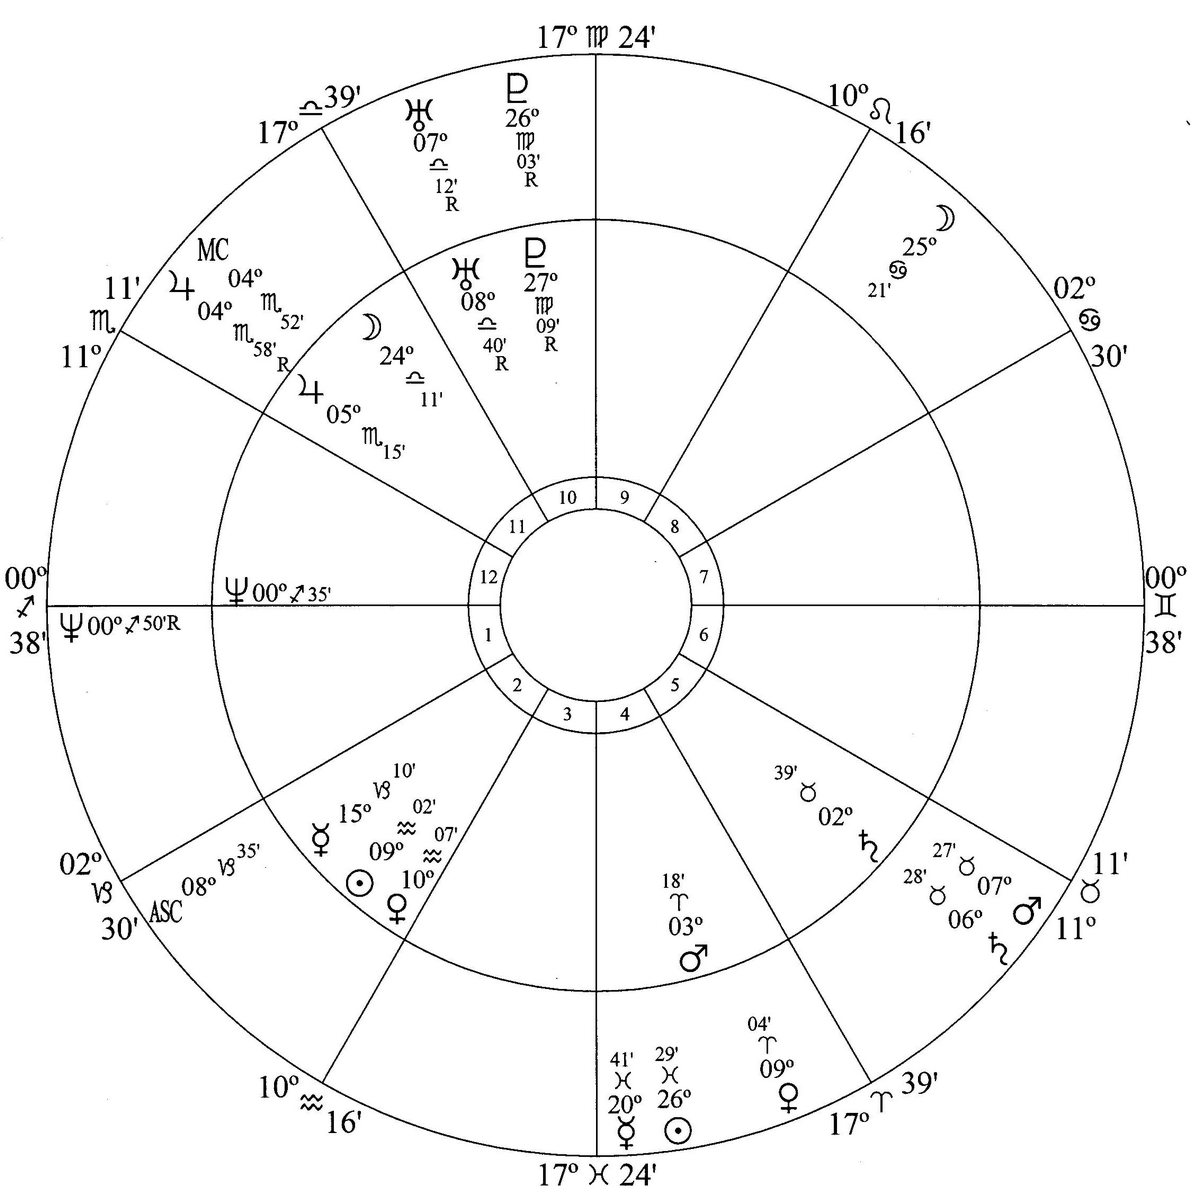 17º ♍ 24'
10º ♌ 16'
02º ♋ 30'
00º ♊ 38'
11' ♉ 11º
17º ♈ 39'
17º ♓ 24'
10º ♒ 16'
02º ♑ 30'
00º ♐ 38'
11' ♏ 11º
17º ♎ 39'
♅ 07º ♎ 12' R
♇ 26º ♍ 03' R
☽ 25º ♋ 21'
MC 04º ♏ 52'
♃ 04º ♏ 58' R
♆ 00º ♐ 50' R
ASC 08º ♑ 35'
☿ 20º ♓ 41'
☉ 26º ♓ 29'
♀ 09º ♈ 04'
♄ 06º ♉ 28'
♂ 07º ♉ 27'
♅ 08º ♎ 40' R
♇ 27º ♍ 09' R
☽ 24º ♎ 11'
♃ 05º ♏ 15'
♆ 00º ♐ 35'
☿ 15º ♑ 10'
☉ 09º ♒ 02'
♀ 10º ♒ 07'
♂ 03º ♈ 18'
♄ 02º ♉ 39'
1
2
3
4
5
6
7
8
9
10
11
12